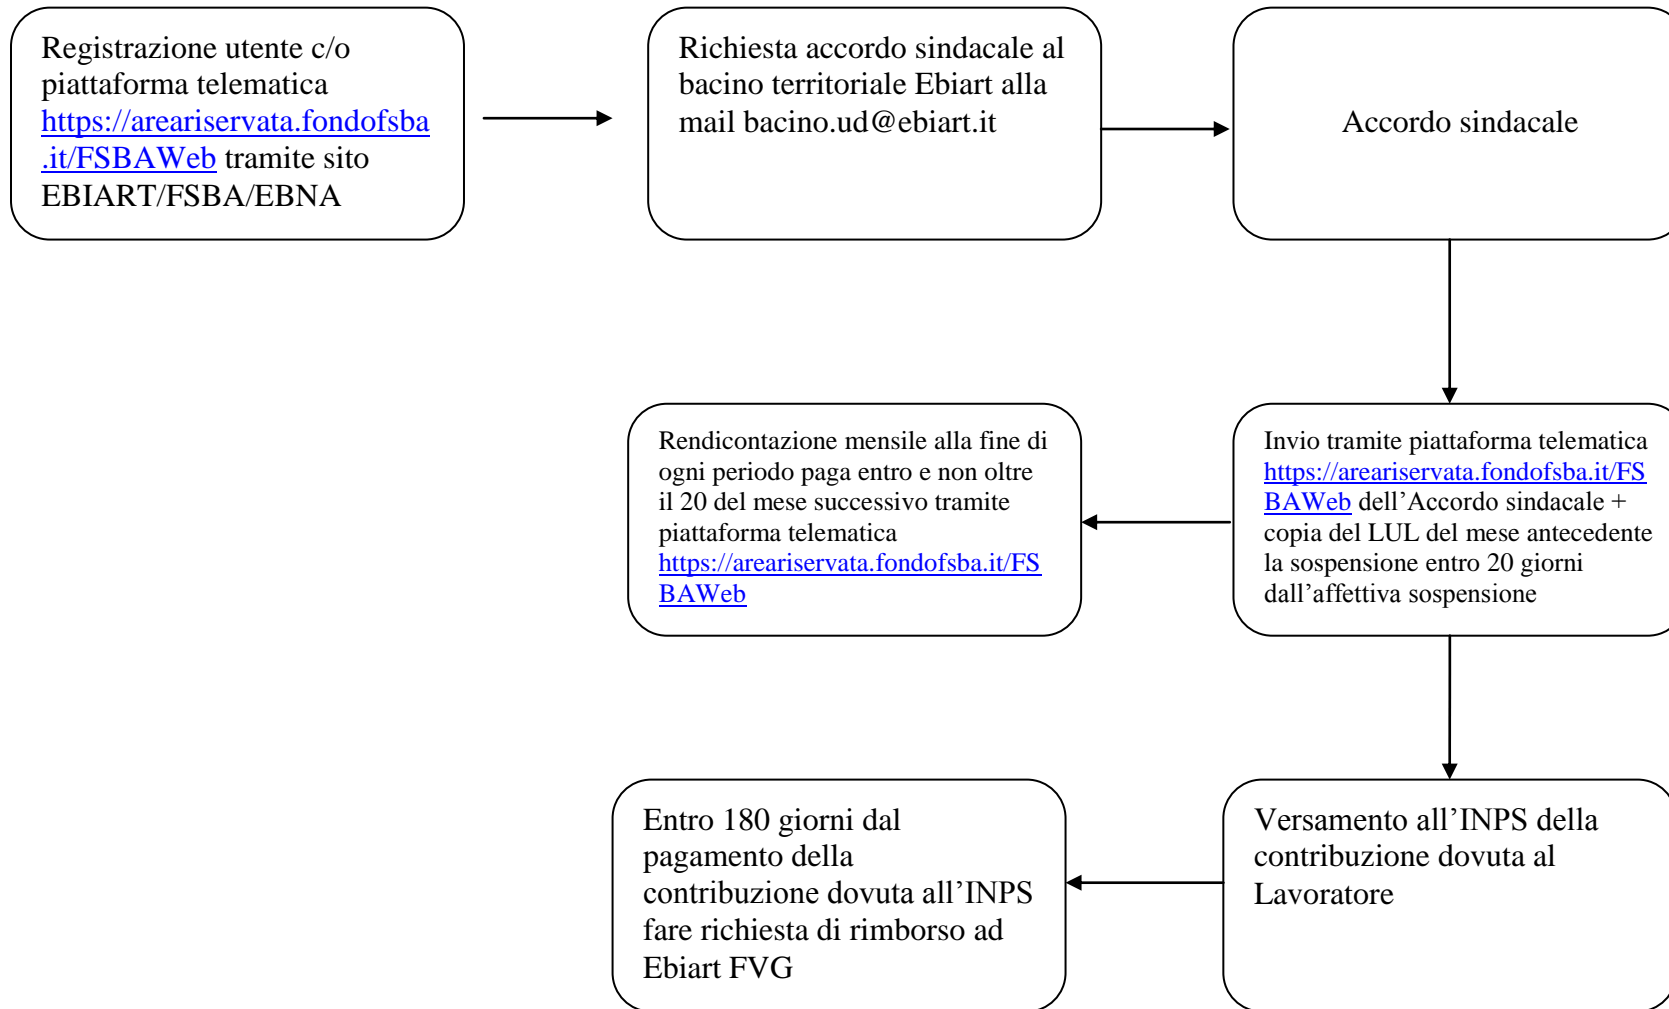 Registrazione utente c/o
piattaforma telematica
https://areariservata.fondofsba
.it/FSBAWeb tramite sito
EBIART/FSBA/EBNA
Richiesta accordo sindacale al
bacino territoriale Ebiart alla
mail bacino.ud@ebiart.it
Accordo sindacale
Invio tramite piattaforma telematica
https://areariservata.fondofsba.it/FS
BAWeb dell’Accordo sindacale +
copia del LUL del mese antecedente
la sospensione entro 20 giorni
dall’affettiva sospensione
Rendicontazione mensile alla fine di
ogni periodo paga entro e non oltre
il 20 del mese successivo tramite
piattaforma telematica
https://areariservata.fondofsba.it/FS
BAWeb
Versamento all’INPS della
contribuzione dovuta al
Lavoratore
Entro 180 giorni dal
pagamento della
contribuzione dovuta all’INPS
fare richiesta di rimborso ad
Ebiart FVG